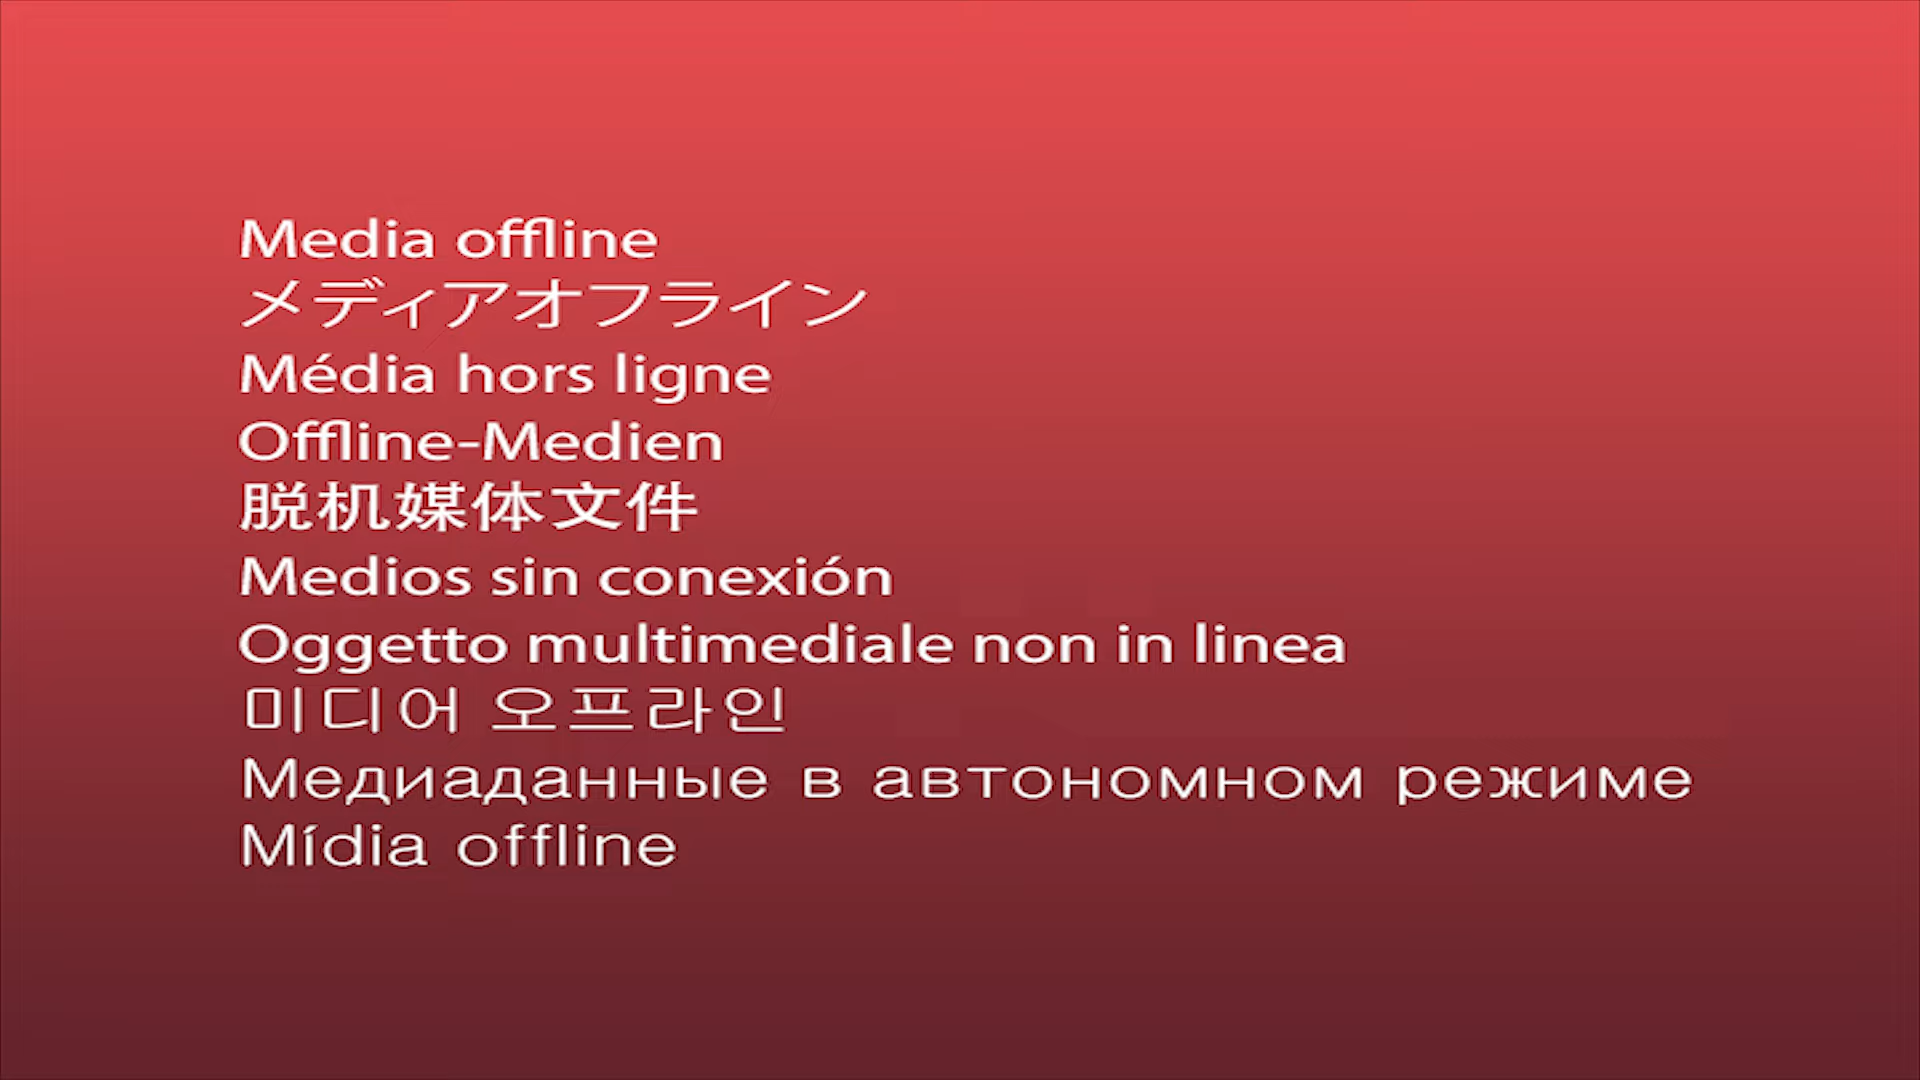 Media offline
メディアオフライン
Média hors ligne
Offline-Medien
脱机媒体文件
Medios sin conexión
Oggetto multimediale non in linea
미디어 오프라인
Медиаданные в автономном режиме
Mídia offline